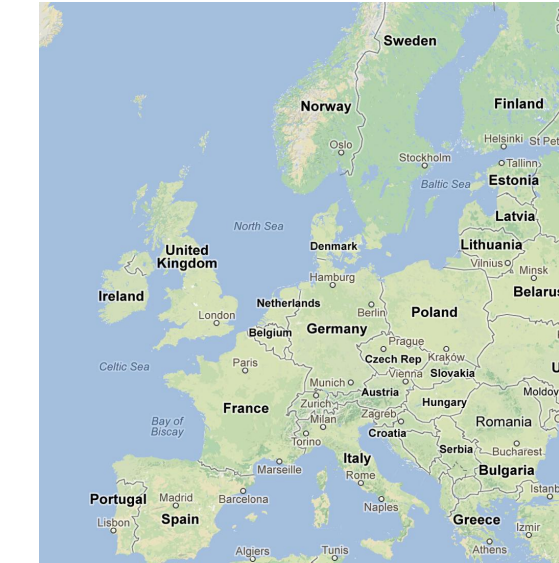 Sweden
Norway
Finland
Oslo
Helsinki
St Pet
Stockholm
Tallinn
Baltic Sea
Estonia
Latvia
North Sea
Denmark
Lithuania
United
Kingdom
Vilnius
Minsk
Hamburg
Ireland
Belarus
Netherlands
London
Berlin
Poland
Belgium
Germany
Prague
Czech Rep
Kraków
Paris
Celtic Sea
Vienna
Slovakia
U
Munich
Austria
Moldov
Zurich
Hungary
France
Milan
Zagreb
Romania
Bay of
Biscay
Croatia
Torino
Serbia
Bucharest
Italy
Marseille
Rome
Bulgaria
Portugal
Madrid
Barcelona
Istanb
Naples
Lisbon
Spain
Greece
Izmir
Algiers
Tunis
Athens